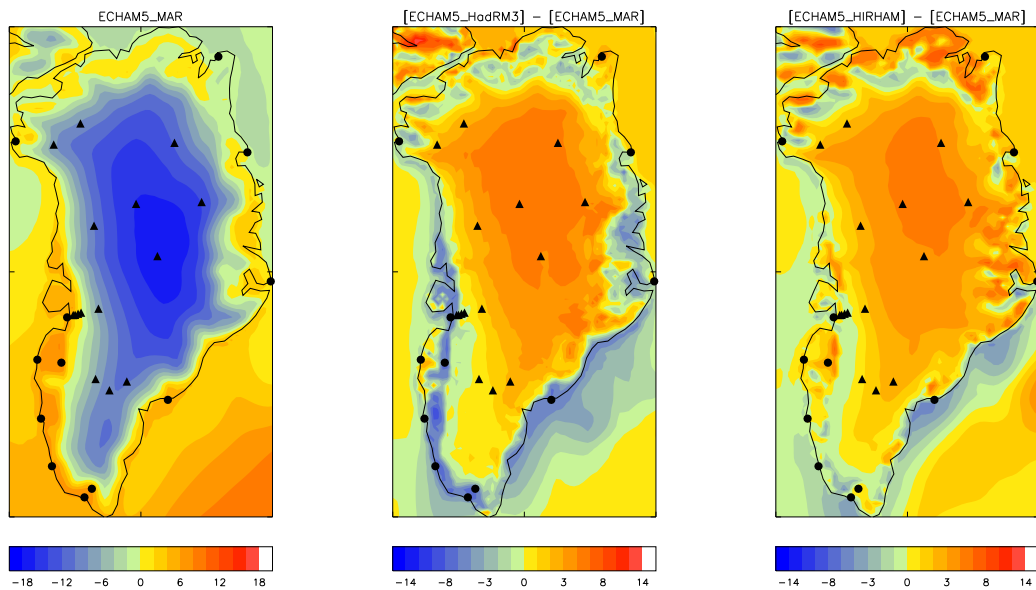 ECHAM5_MAR
[ECHAM5_HadRM3] − [ECHAM5_MAR]
[ECHAM5_HIRHAM] − [ECHAM5_MAR]
−18 −12 −6 0 6 12 18
−14 −8 −3 0 3 8 14
−14 −8 −3 0 3 8 14